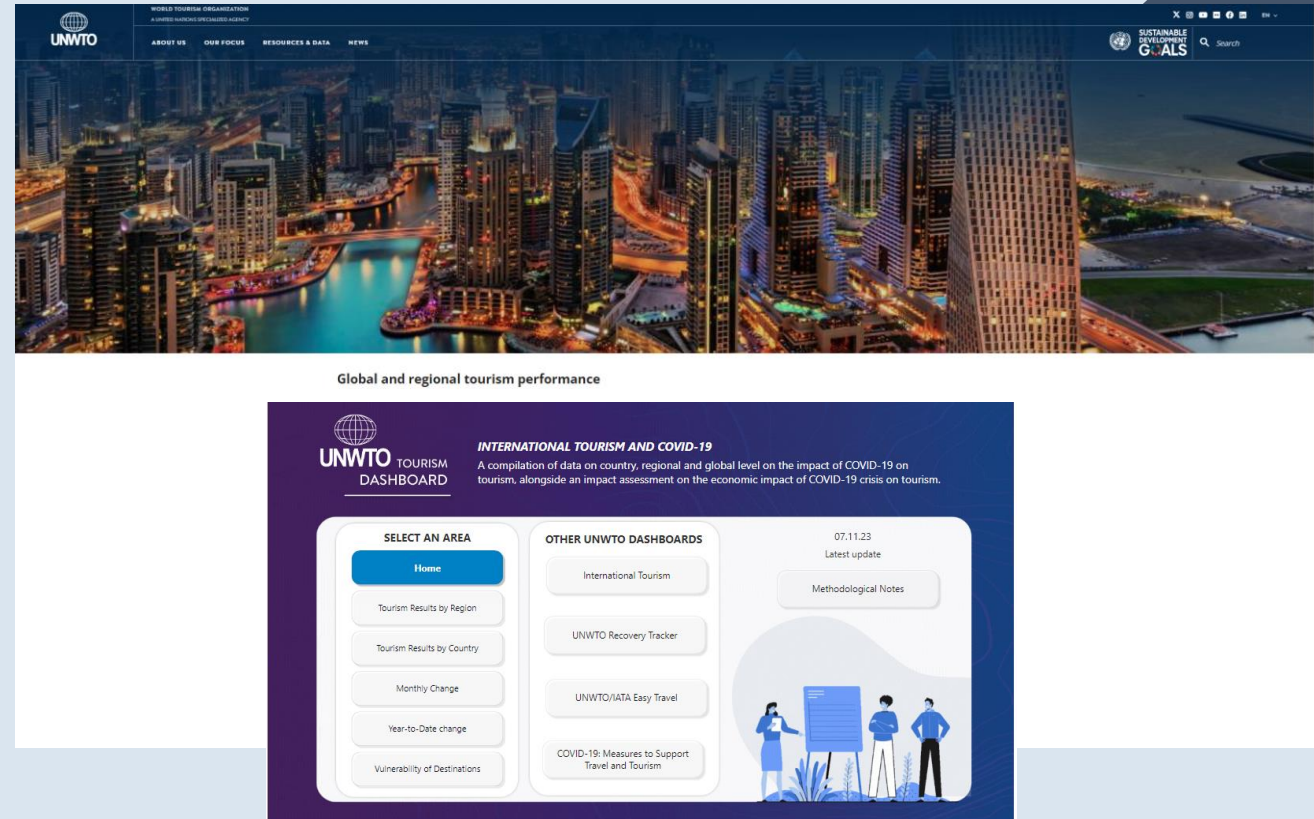 WORLD TOURISM ORGANIZATION
A UNITED NATIONS SPECIALIZED AGENCY
UNWTO
ABOUT US OUR FOCUS RESOURCES & DATA NEWS
EN
SUSTAINABLE
DEVELOPMENT
GOALS
Search
Global and regional tourism performance
UNWTO TOURISM
DASHBOARD
INTERNATIONAL TOURISM AND COVID-19
A compilation of data on country, regional and global level on the impact of COVID-19 on
tourism, alongside an impact assessment on the economic impact of COVID-19 crisis on tourism.
SELECT AN AREA
Home
Tourism Results by Region
Tourism Results by Country
Monthly Change
Year-to-Date change
Vulnerability of Destinations
OTHER UNWTO DASHBOARDS
International Tourism
UNWTO Recovery Tracker
UNWTO/IATA Easy Travel
COVID-19: Measures to Support
Travel and Tourism
07.11.23
Latest update
Methodological Notes